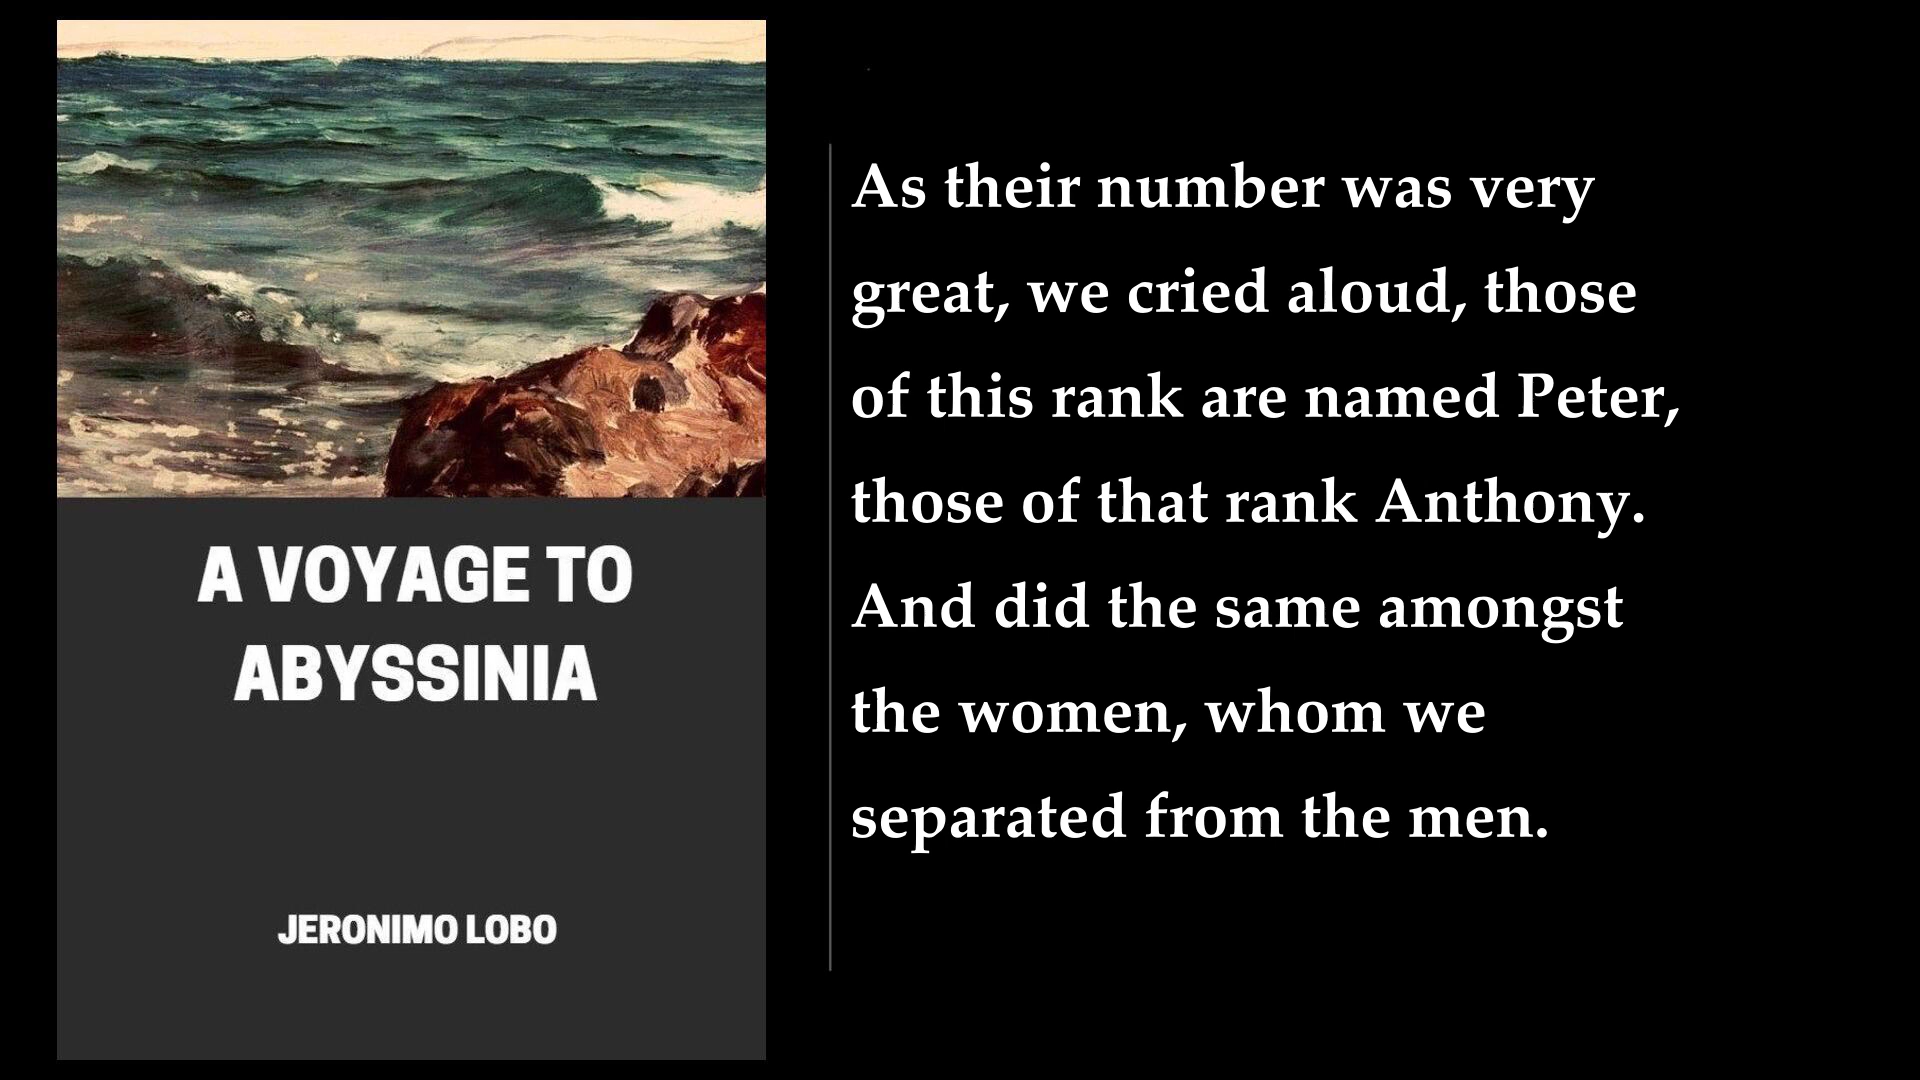 A VOYAGE TO
ABYSSINIA
JERONIMO LOBO
As their number was very
great, we cried aloud, those
of this rank are named Peter,
those of that rank Anthony.
And did the same amongst
the women, whom we
separated from the men.